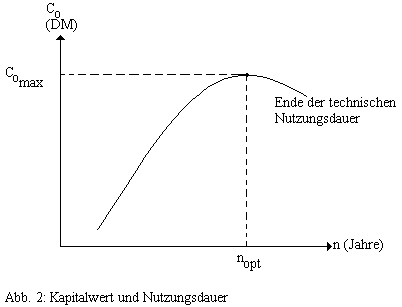 C₀
(DM)
C₀max
Ende der technischen
Nutzungsdauer
n (Jahre)
nopt
Abb. 2: Kapitalwert und Nutzungsdauer